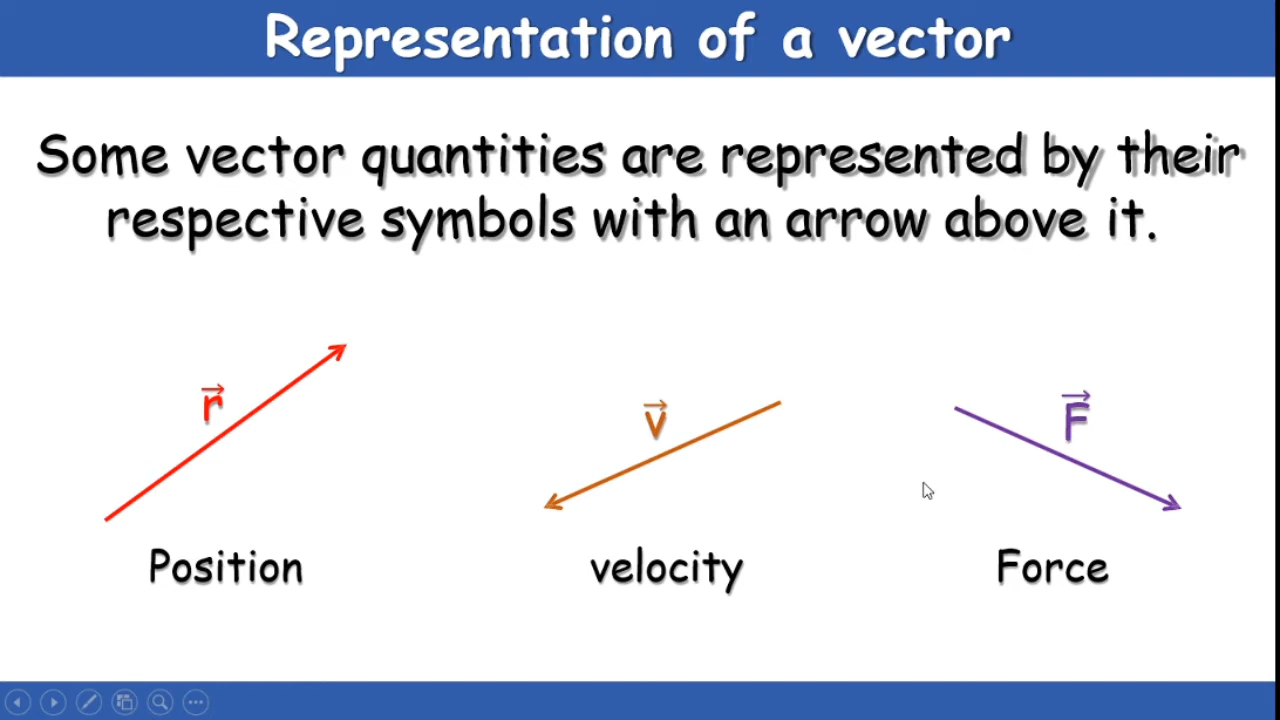 Representation of a vector
Some vector quantities are represented by their
respective symbols with an arrow above it.
r⃗
v⃗
F⃗
Position
velocity
Force